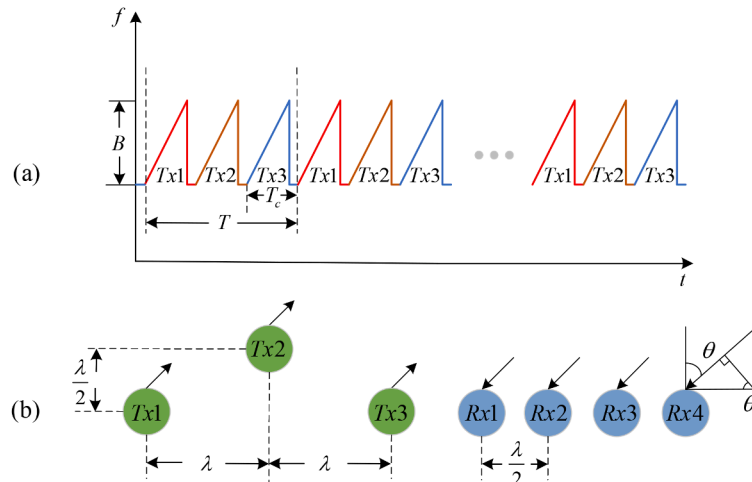 f
B
(a)
Tx1 Tx2 Tx3 Tx1 Tx2 Tx3 Tx1 Tx2 Tx3
T_c
T
t
Tx2
λ/2
θ
(b)
Tx1 Tx3 Rx1 Rx2 Rx3 Rx4
θ
λ λ λ/2